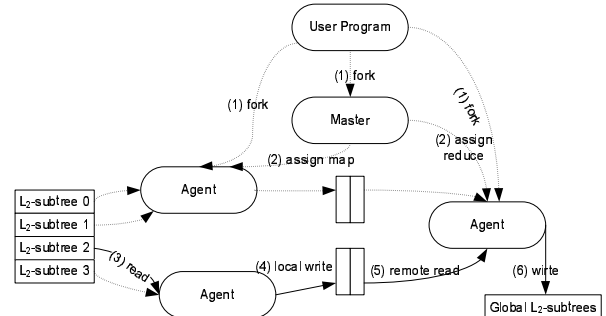 User Program
(1) fork
(1) fork
(1) fork
Master
(2) assign map
(2) assign
reduce
Agent
L2-subtree 0
L2-subtree 1
L2-subtree 2
L2-subtree 3
Agent
(3) read
(4) local write
(5) remote read
(6) write
Agent
Global L2-subtrees